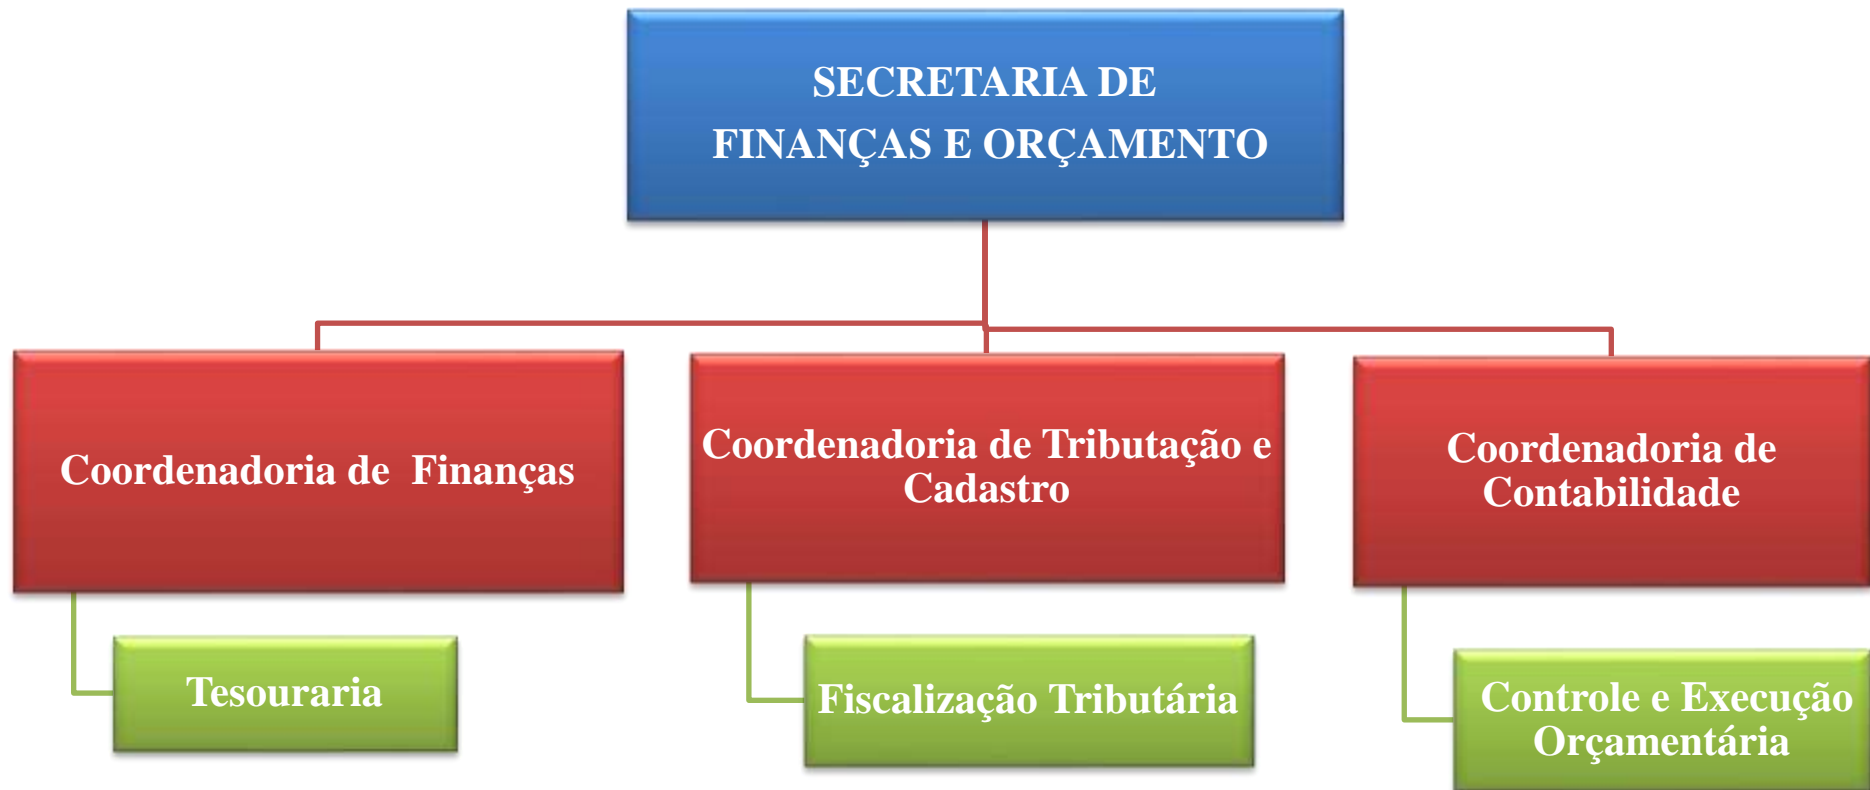 SECRETARIA DE
FINANÇAS E ORÇAMENTO
Coordenadoria de Finanças
Coordenadoria de Tributação e
Cadastro
Coordenadoria de
Contabilidade
Tesouraria
Fiscalização Tributária
Controle e Execução
Orçamentária